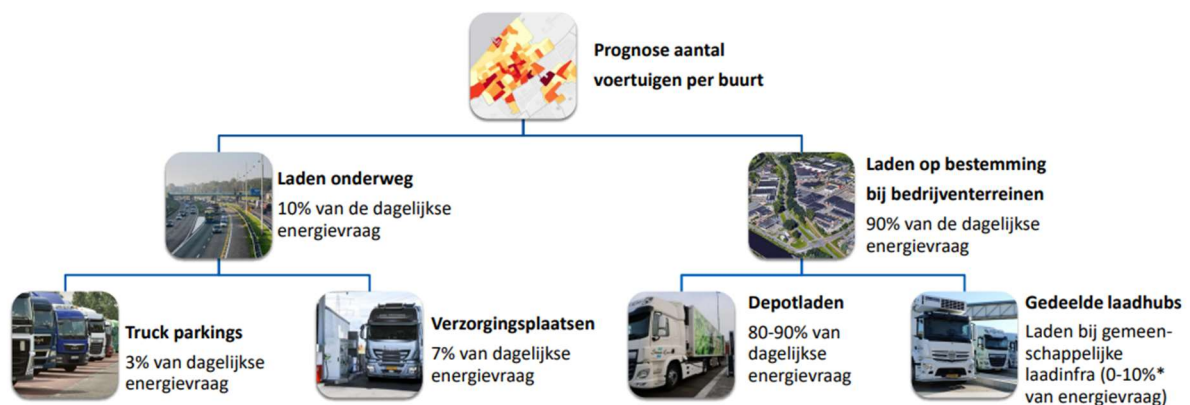 Prognose aantal
voertuigen per buurt
Laden onderweg
10% van de dagelijkse
energievraag
Laden op bestemming
bij bedrijventerreinen
90% van de dagelijkse
energievraag
Truck parkings
3% van dagelijkse
energievraag
Verzorgingsplaatsen
7% van dagelijkse
energievraag
Depotladen
80-90% van
dagelijkse
energievraag
Gedeelde laadhubs
Laden bij gemeen-
schappelijke
laadinfra (0-10%*
van energievraag)